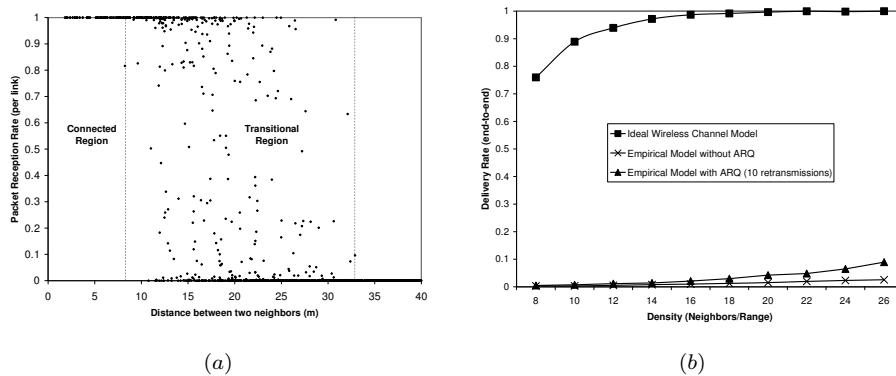 1
0.9
0.8
0.7
0.6
0.5
0.4
0.3
0.2
0.1
0
Packet Reception Rate (per link)
Connected
Region
Transitional
Region
0 5 10 15 20 25 30 35 40
Distance between two neighbors (m)
(a)
1
0.9
0.8
0.7
0.6
0.5
0.4
0.3
0.2
0.1
0
Delivery Rate (end-to-end)
Ideal Wireless Channel Model
Empirical Model without ARQ
Empirical Model with ARQ (10 retransmissions)
8 10 12 14 16 18 20 22 24 26
Density (Neighbors/Range)
(b)